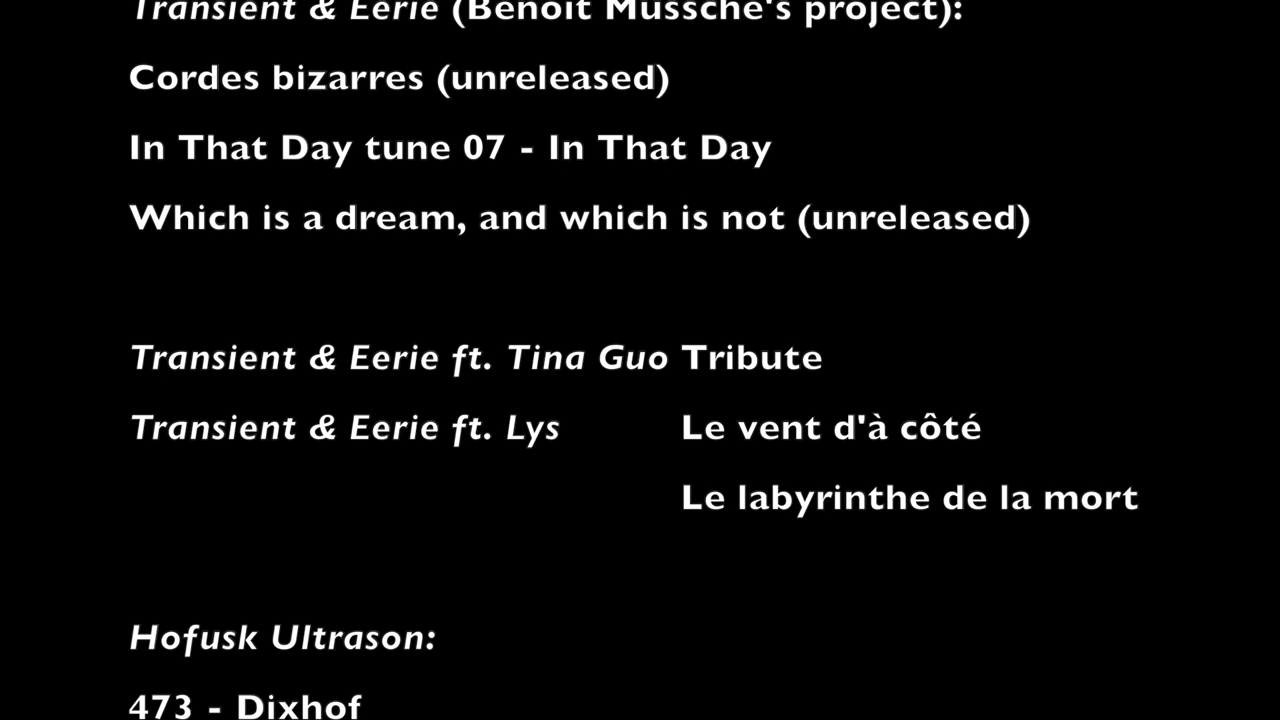 Transient & Eerie (Benoit Mussche's project):
Cordes bizarres (unreleased)
In That Day tune 07 - In That Day
Which is a dream, and which is not (unreleased)
Transient & Eerie ft. Tina Guo Tribute
Transient & Eerie ft. Lys Le vent d'à côté
Le labyrinthe de la mort
Hofusk Ultrason:
473 - Dixhof